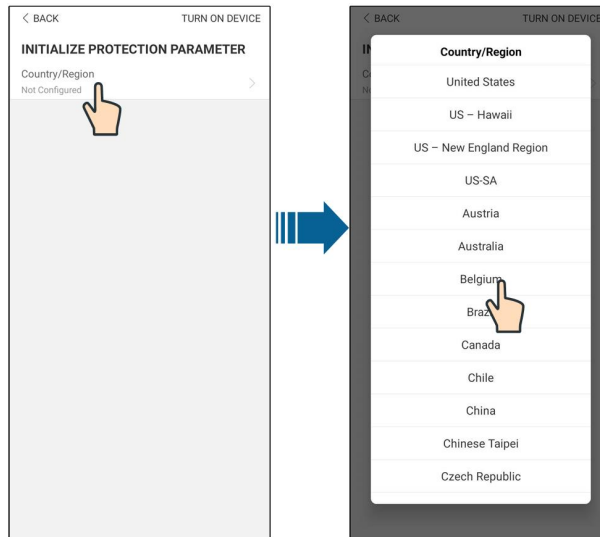 < BACK TURN ON DEVICE
INITIALIZE PROTECTION PARAMETER
Country/Region
Not Configured
< BACK TURN ON DEVICE
Country/Region
United States
US – Hawaii
US – New England Region
US-SA
Austria
Australia
Belgium
Canada
Chile
China
Chinese Taipei
Czech Republic